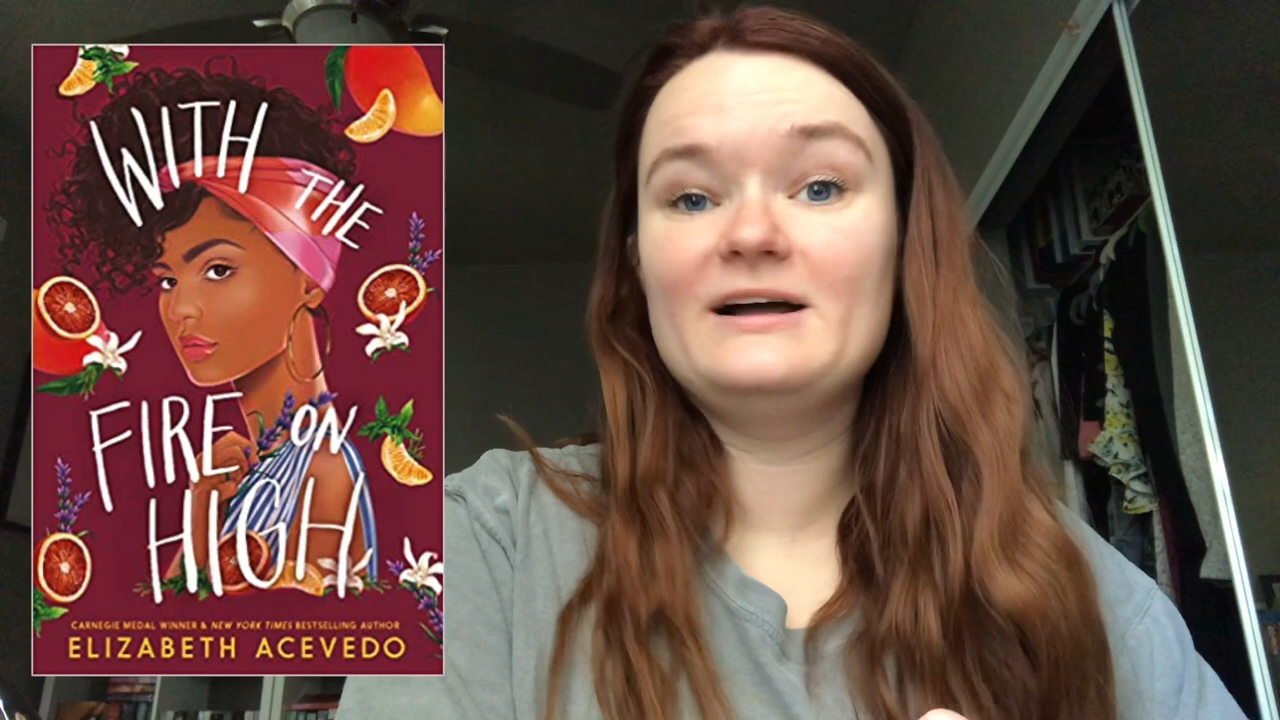 WITH
THE
FIRE ON
HIGH
CARNEGIE MEDAL WINNER & NEW YORK TIMES BESTSELLING AUTHOR
ELIZABETH ACEVEDO